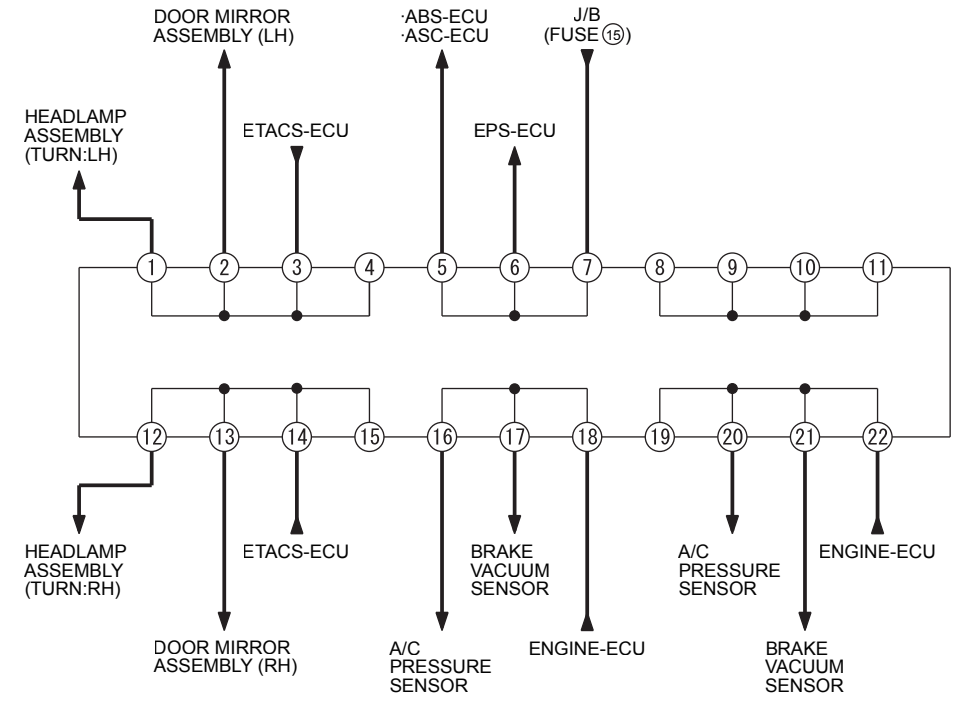 DOOR MIRROR
ASSEMBLY (LH)
·ABS-ECU
·ASC-ECU
J/B
(FUSE⑮)
HEADLAMP
ASSEMBLY
(TURN:LH)
ETACS-ECU
EPS-ECU
1 2 3 4 5 6 7 8 9 10 11
12 13 14 15 16 17 18 19 20 21 22
HEADLAMP
ASSEMBLY
(TURN:RH)
ETACS-ECU
BRAKE
VACUUM
SENSOR
A/C
PRESSURE
SENSOR
ENGINE-ECU
DOOR MIRROR
ASSEMBLY (RH)
A/C
PRESSURE
SENSOR
ENGINE-ECU
BRAKE
VACUUM
SENSOR